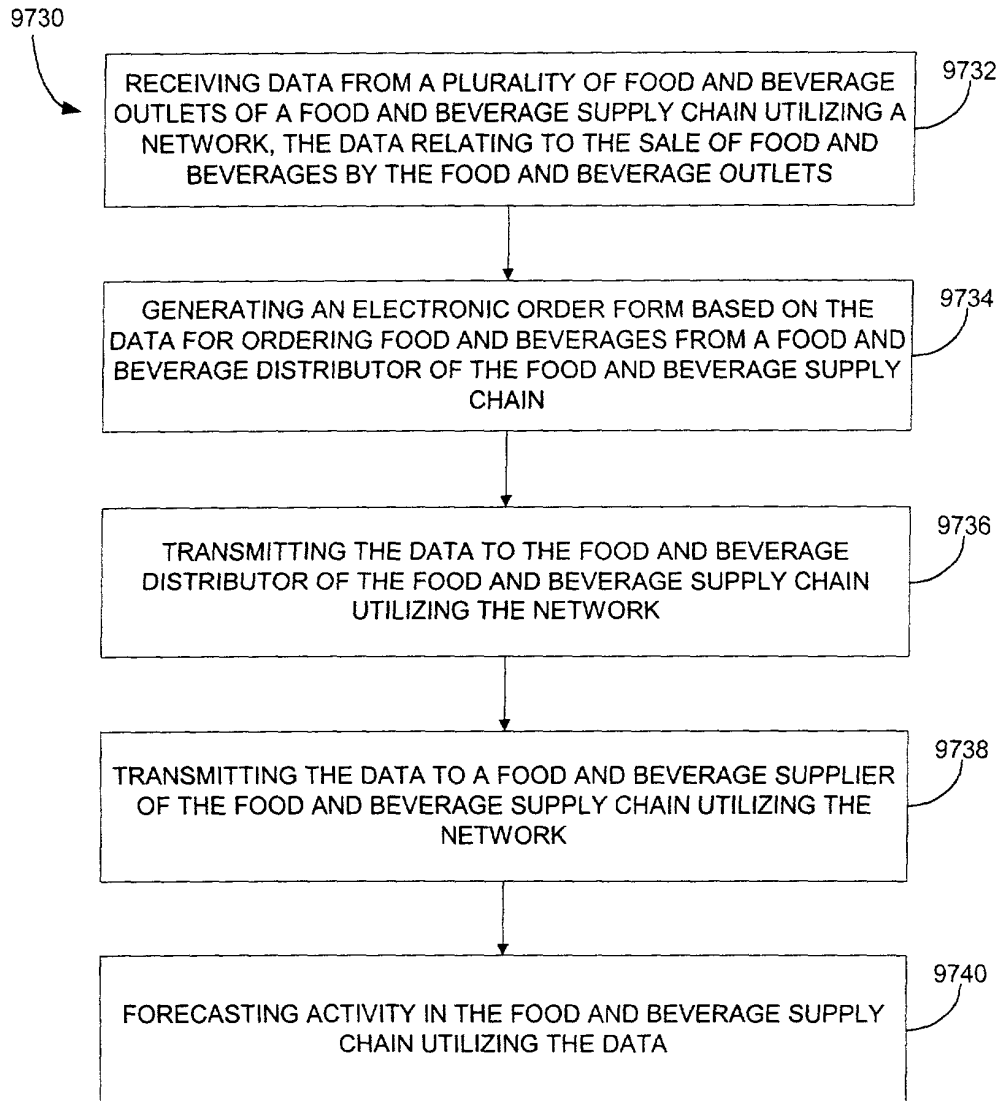 9730
RECEIVING DATA FROM A PLURALITY OF FOOD AND BEVERAGE
OUTLETS OF A FOOD AND BEVERAGE SUPPLY CHAIN UTILIZING A
NETWORK, THE DATA RELATING TO THE SALE OF FOOD AND
BEVERAGES BY THE FOOD AND BEVERAGE OUTLETS
9732
GENERATING AN ELECTRONIC ORDER FORM BASED ON THE
DATA FOR ORDERING FOOD AND BEVERAGES FROM A FOOD AND
BEVERAGE DISTRIBUTOR OF THE FOOD AND BEVERAGE SUPPLY
CHAIN
9734
TRANSMITTING THE DATA TO THE FOOD AND BEVERAGE
DISTRIBUTOR OF THE FOOD AND BEVERAGE SUPPLY CHAIN
UTILIZING THE NETWORK
9736
TRANSMITTING THE DATA TO A FOOD AND BEVERAGE SUPPLIER
OF THE FOOD AND BEVERAGE SUPPLY CHAIN UTILIZING THE
NETWORK
9738
FORECASTING ACTIVITY IN THE FOOD AND BEVERAGE SUPPLY
CHAIN UTILIZING THE DATA
9740